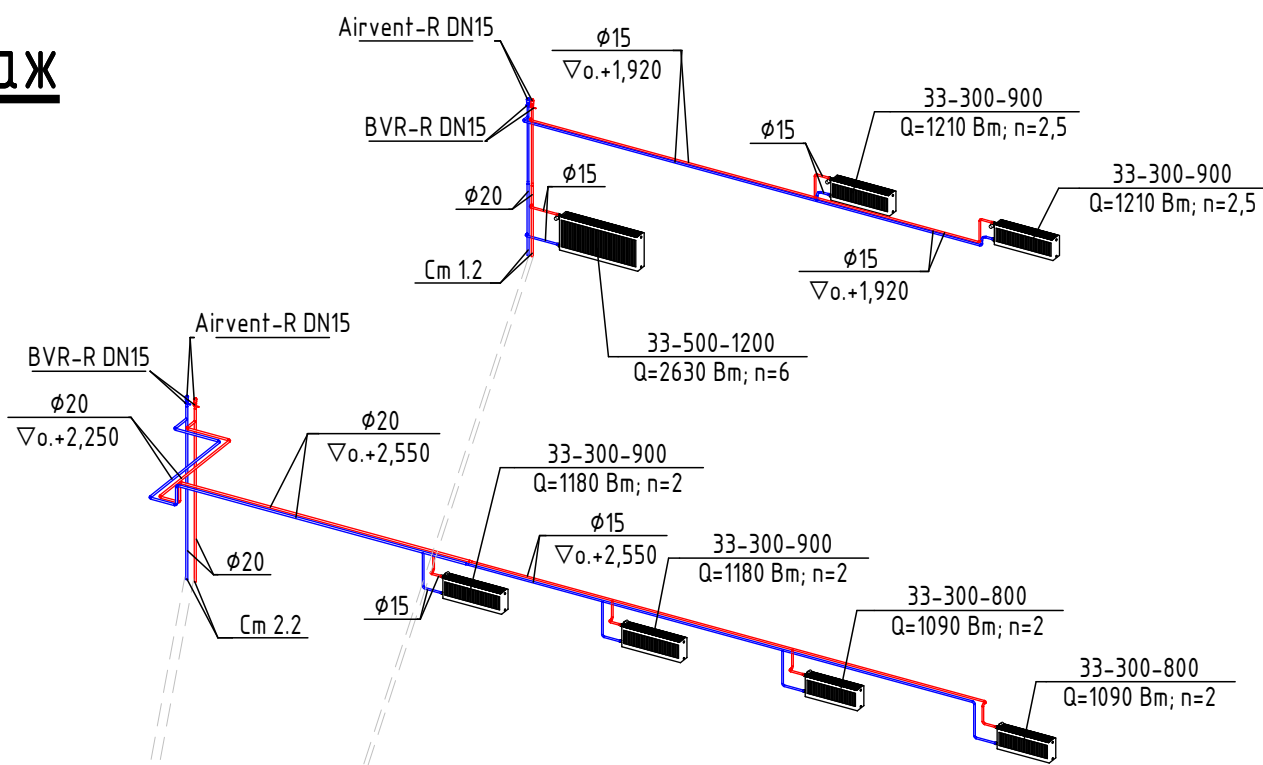 Airvent-R DN15
ϕ15
▽о.+1,920
аж
BVR-R DN15
33-300-900
Q=1210 Вт; n=2,5
ϕ15
33-300-900
Q=1210 Вт; n=2,5
ϕ15
ϕ20
ϕ15
▽о.+1,920
Ст 1.2
33-500-1200
Q=2630 Вт; n=6
Airvent-R DN15
BVR-R DN15
ϕ20
▽о.+2,250
ϕ20
▽о.+2,550
33-300-900
Q=1180 Вт; n=2
ϕ15
▽о.+2,550
33-300-900
Q=1180 Вт; n=2
ϕ20
ϕ15
Ст 2.2
33-300-800
Q=1090 Вт; n=2
33-300-800
Q=1090 Вт; n=2